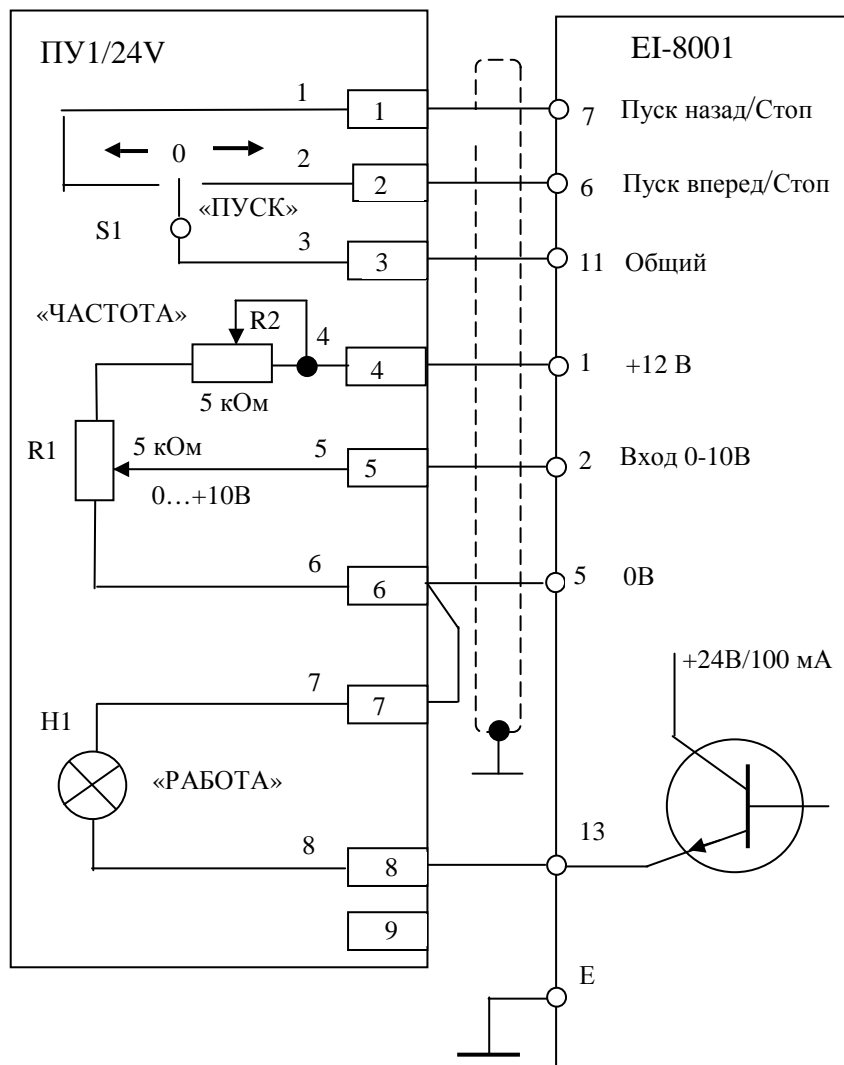 ПУ1/24V
EI-8001
1
1
7
Пуск назад/Стоп
0
2
2
6
Пуск вперед/Стоп
«ПУСК»
S1
3
3
11
Общий
«ЧАСТОТА»
R2
4
4
1
+12 В
5 кОм
R1
5 кОм
5
5
2
Вход 0-10В
0…+10В
6
6
5
0В
+24В/100 мА
7
7
H1
«РАБОТА»
13
8
8
9
E